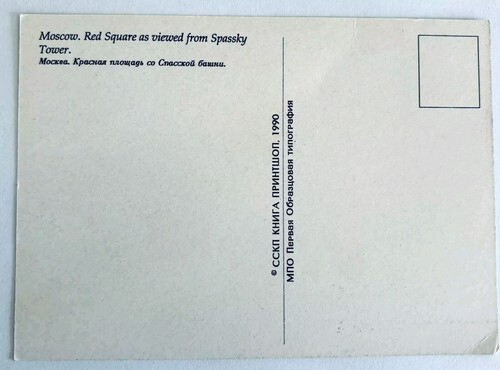 Moscow. Red Square as viewed from Spassky
Tower.
Москва. Красная площадь со Спасской башни.
© ССКП КНИГА ПРИНТШОП, 1990
МПО Первая Образцовая типография